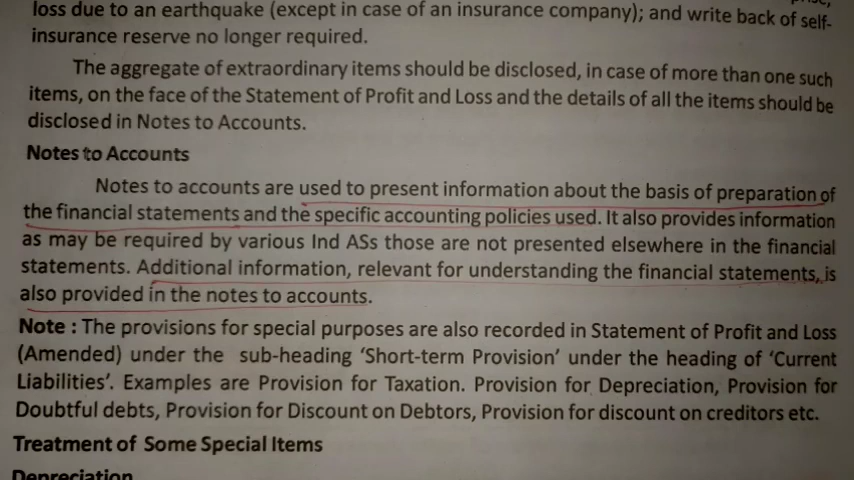 loss due to an earthquake (except in case of an insurance company); and write back of self-
insurance reserve no longer required.
The aggregate of extraordinary items should be disclosed, in case of more than one such
items, on the face of the Statement of Profit and Loss and the details of all the items should be
disclosed in Notes to Accounts.
Notes to Accounts
Notes to accounts are used to present information about the basis of preparation of
the financial statements and the specific accounting policies used. It also provides information
as may be required by various Ind ASs those are not presented elsewhere in the financial
statements. Additional information, relevant for understanding the financial statements, is
also provided in the notes to accounts.
Note : The provisions for special purposes are also recorded in Statement of Profit and Loss
(Amended) under the sub-heading ‘Short-term Provision’ under the heading of ‘Current
Liabilities’. Examples are Provision for Taxation. Provision for Depreciation, Provision for
Doubtful debts, Provision for Discount on Debtors, Provision for discount on creditors etc.
Treatment of Some Special Items
Depreciation